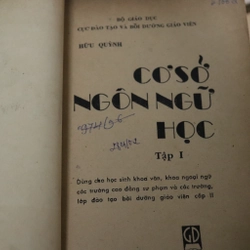 BỘ GIÁO DỤC
CỤC ĐÀO TẠO VÀ BỒI DƯỠNG GIÁO VIÊN
HỮU QUỲNH
CƠ SỞ
NGÔN NGỮ
HỌC
Tập I
Dùng cho học sinh khoa văn, khoa ngoại ngữ
các trường cao đẳng sư phạm và các trường,
lớp đào tạo bồi dưỡng giáo viên cấp II
GD